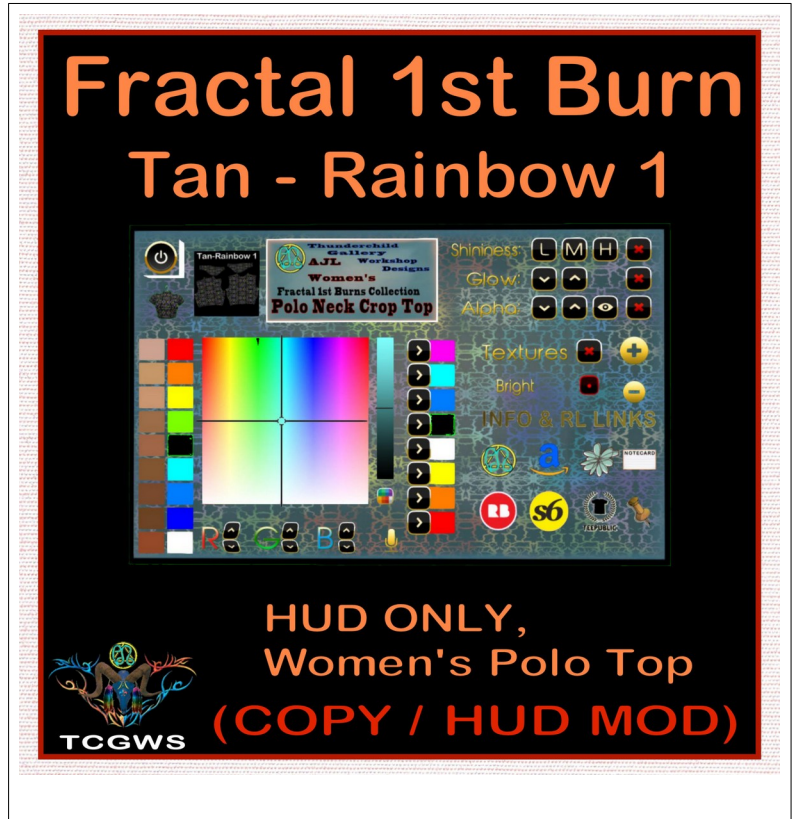 Fractal 1st Burn
Tan - Rainbow 1
Tan-Rainbow 1
Thunderchild
Gallery
AJL Workshop
Designs
Women's
Fractal 1st Burns Collection
Polo Neck Crop Top
Shininess: L M H
Glow:
Alpha:
Textures
Bright
INFO & RL LINKS
a
NOTECARD
RB
s6
TEEPUBLIC
R G B
HUD ONLY,
Women's Polo Top
(COPY / HUD MOD)
TCGWS